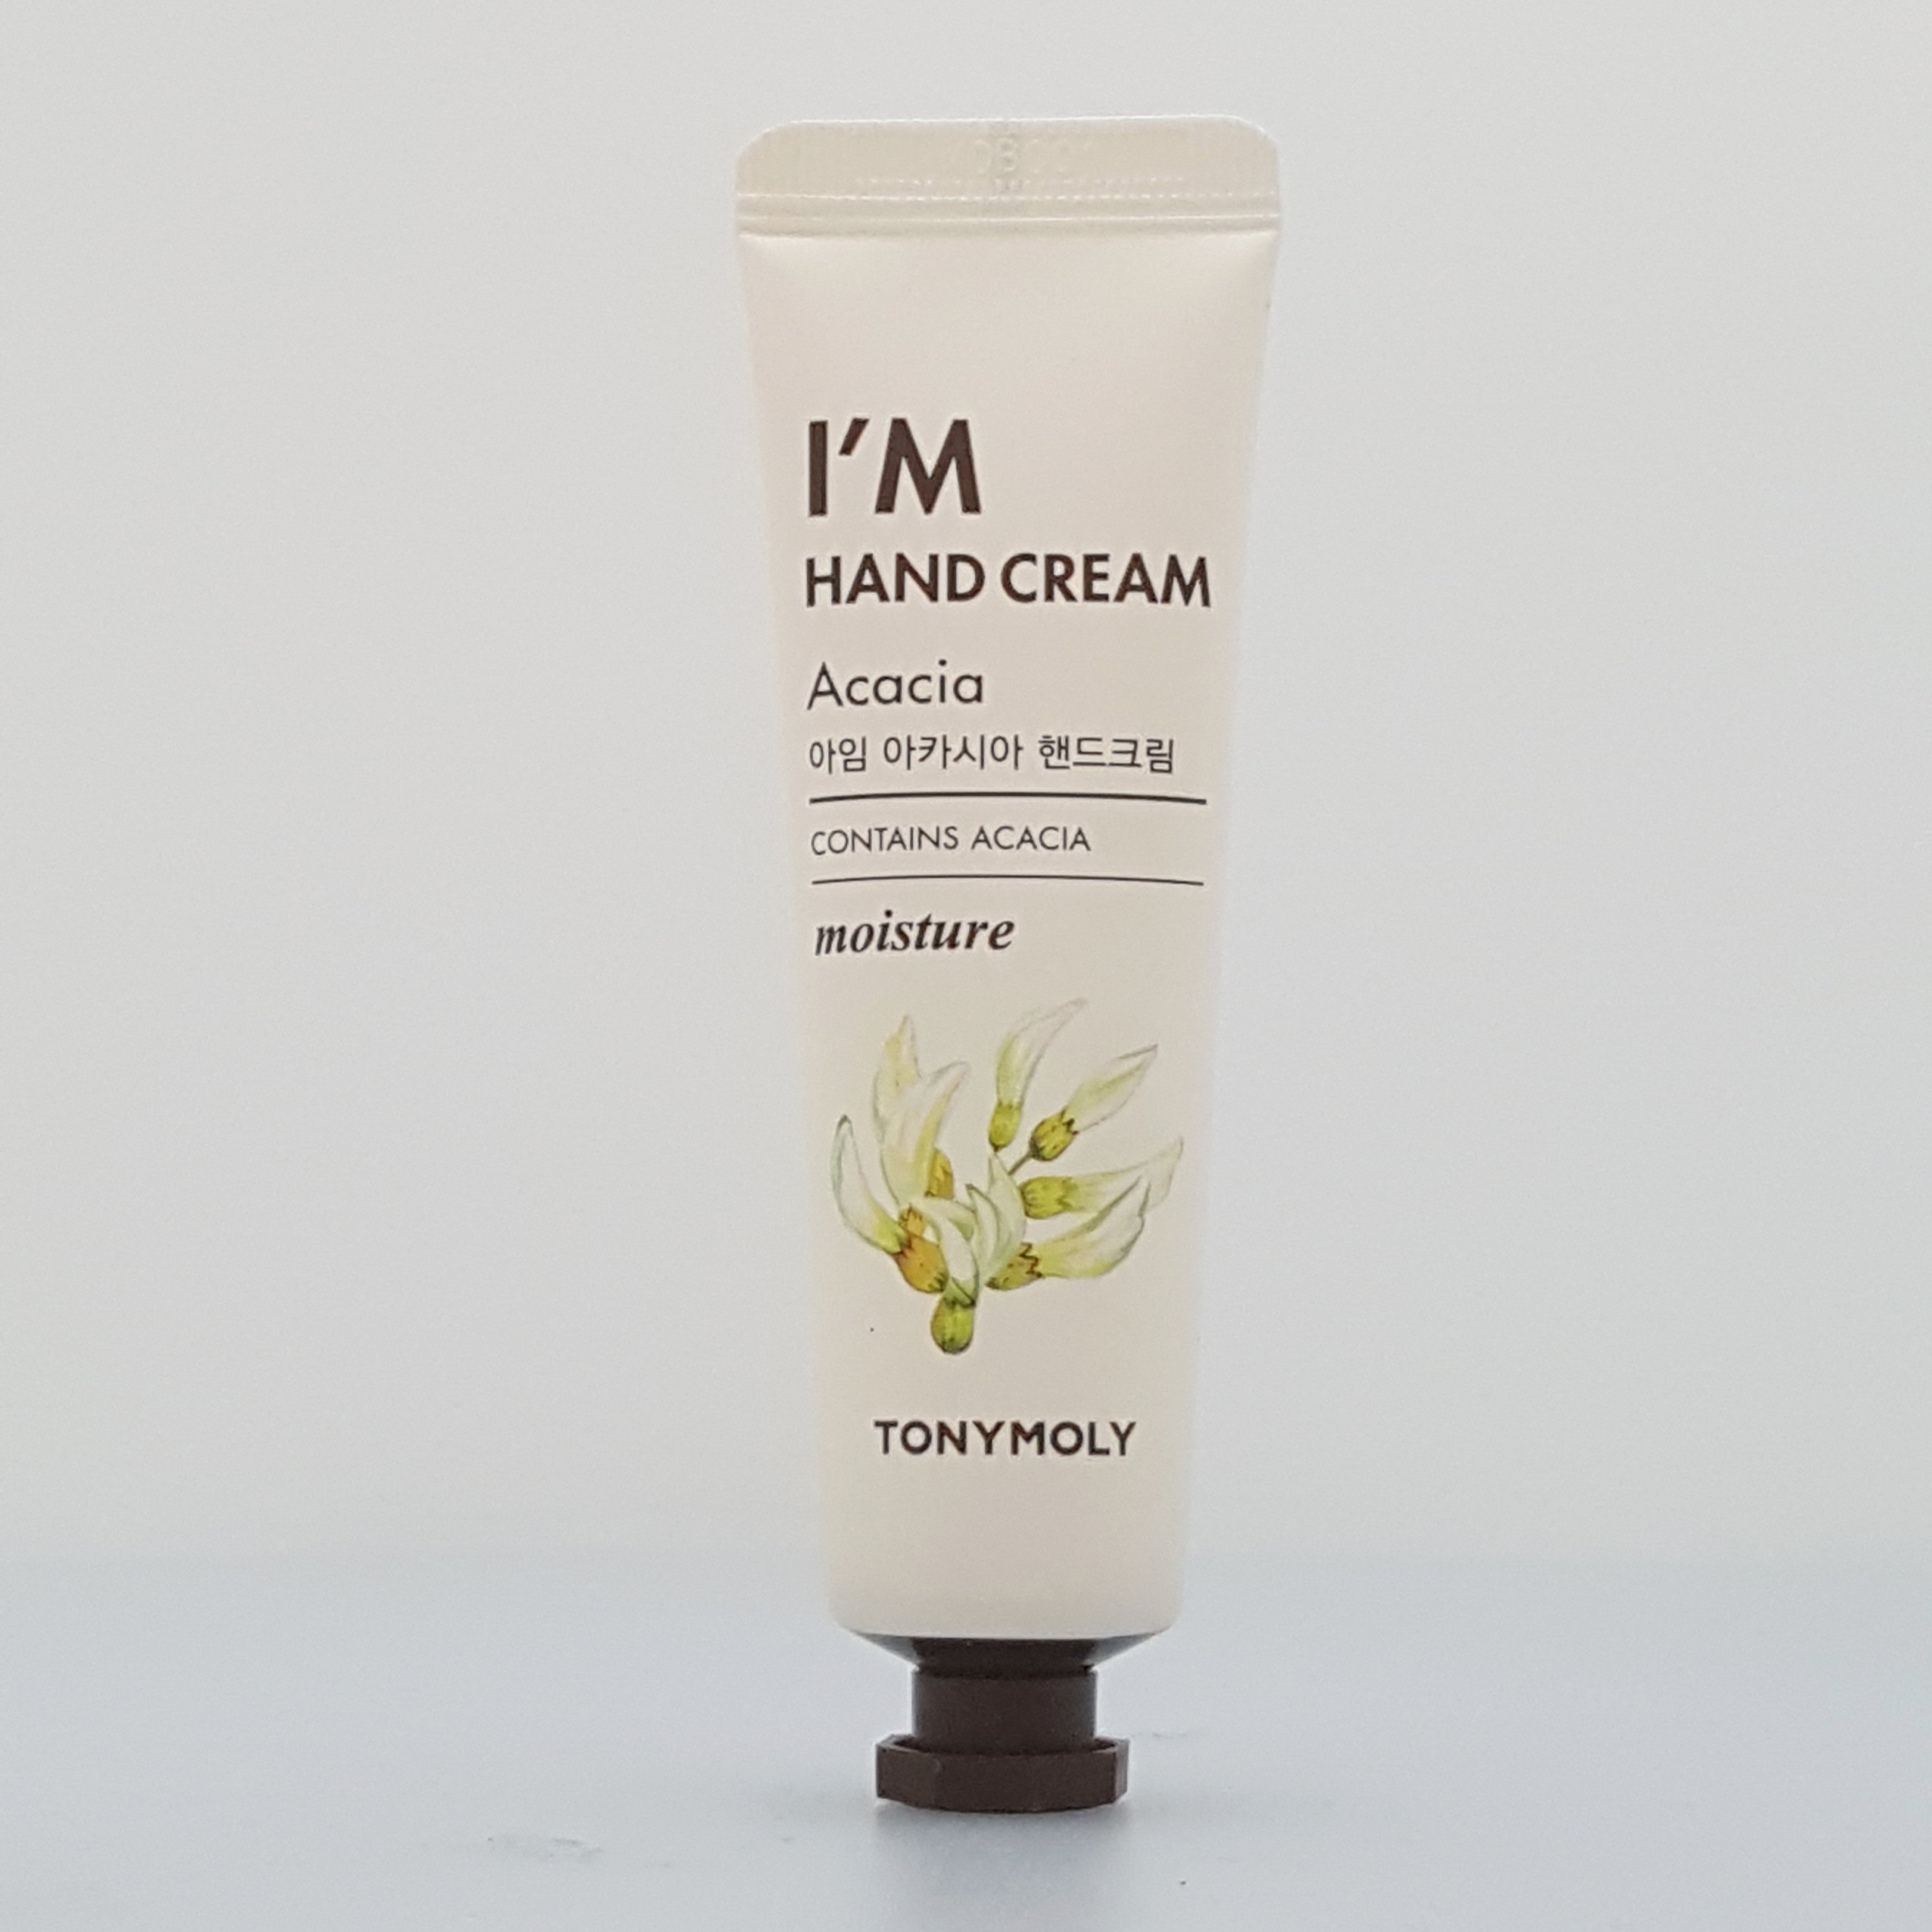 I'M
HAND CREAM
Acacia
아임 아카시아 핸드크림
CONTAINS ACACIA
moisture
TONYMOLY